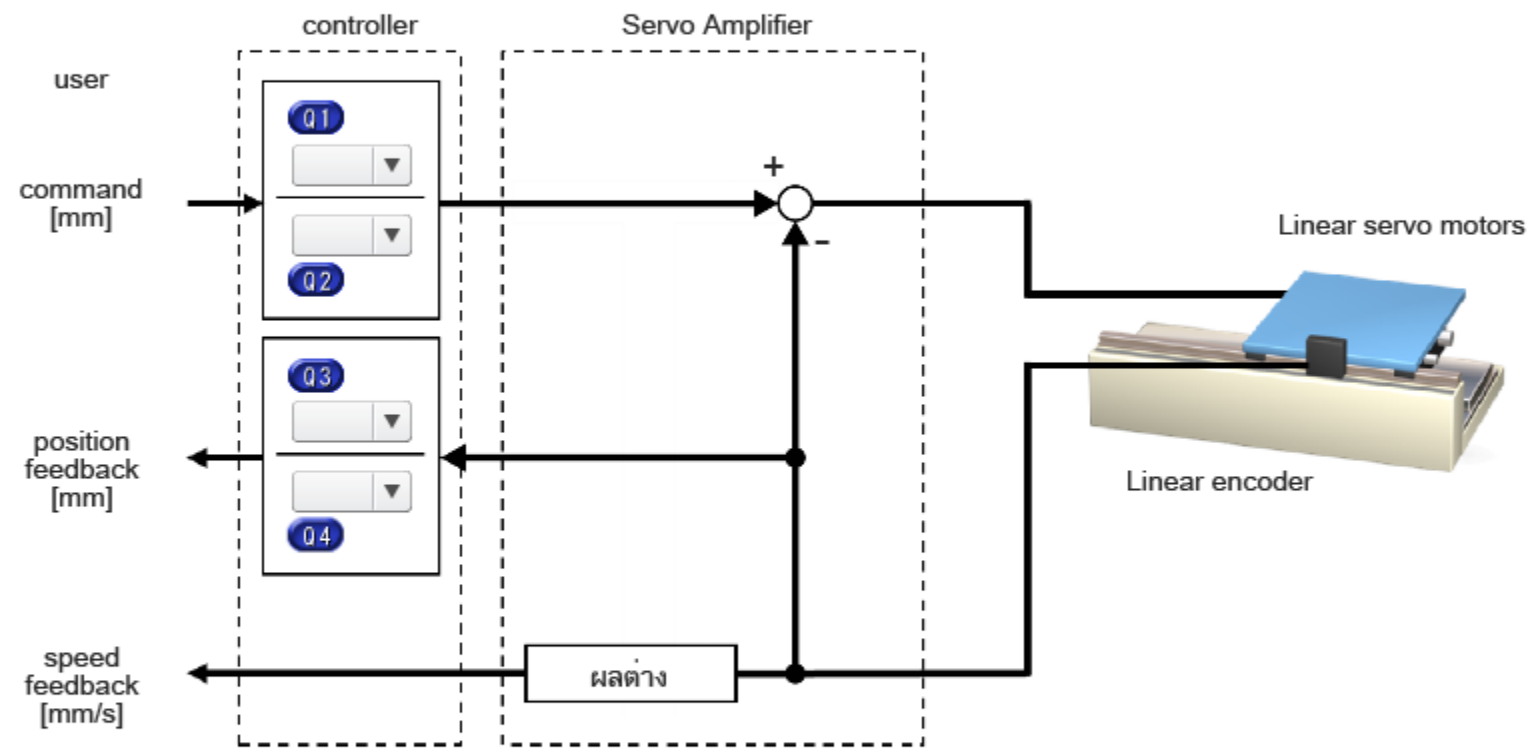 controller
Servo Amplifier
user
Q1
+
command
[mm]
-
Linear servo motors
Q2
Q3
position
feedback
[mm]
Linear encoder
Q4
speed
feedback
[mm/s]
ผลต่าง